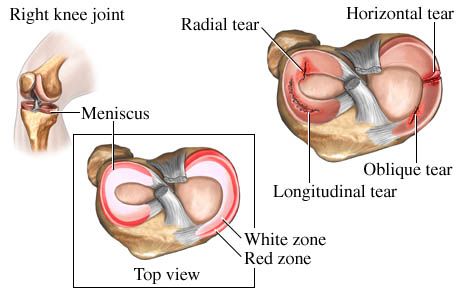 Right knee joint
Meniscus
Radial tear
Horizontal tear
Oblique tear
Longitudinal tear
White zone
Red zone
Top view